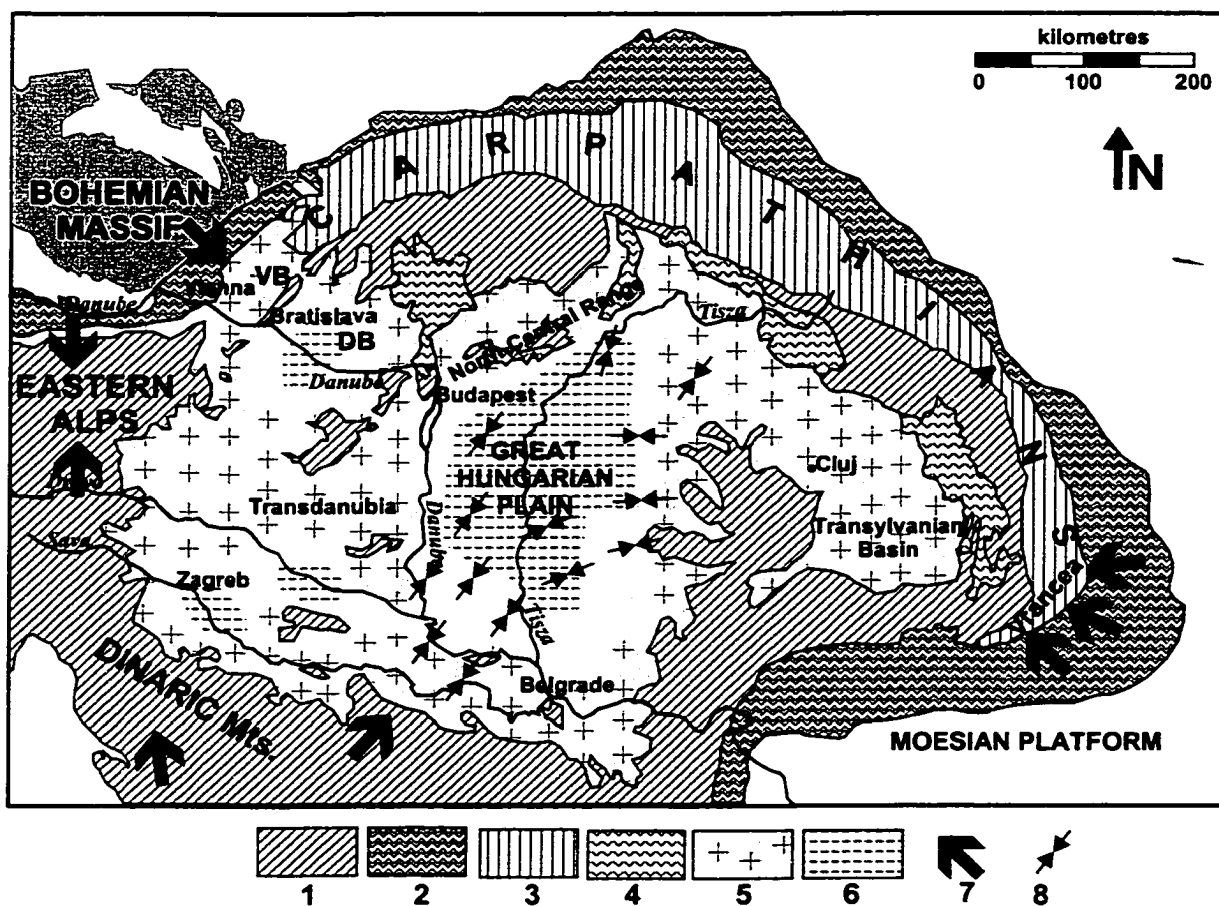 kilometres
0 100 200
N
CARPATHIANS
BOHEMIAN
MASSIF
VB
Vienna
Danube
Bratislava
DB
Danube
North Central Range
Tisza
EASTERN
ALPS
Budapest
GREAT
HUNGARIAN
PLAIN
Cluj
Transdanubia
Danube
Transylvanian
Basin
Drava
Sava
Zagreb
Tisza
Vrancea
DINARIC Mts.
Belgrade
MOESIAN PLATFORM
1 2 3 4 5 6 7 8